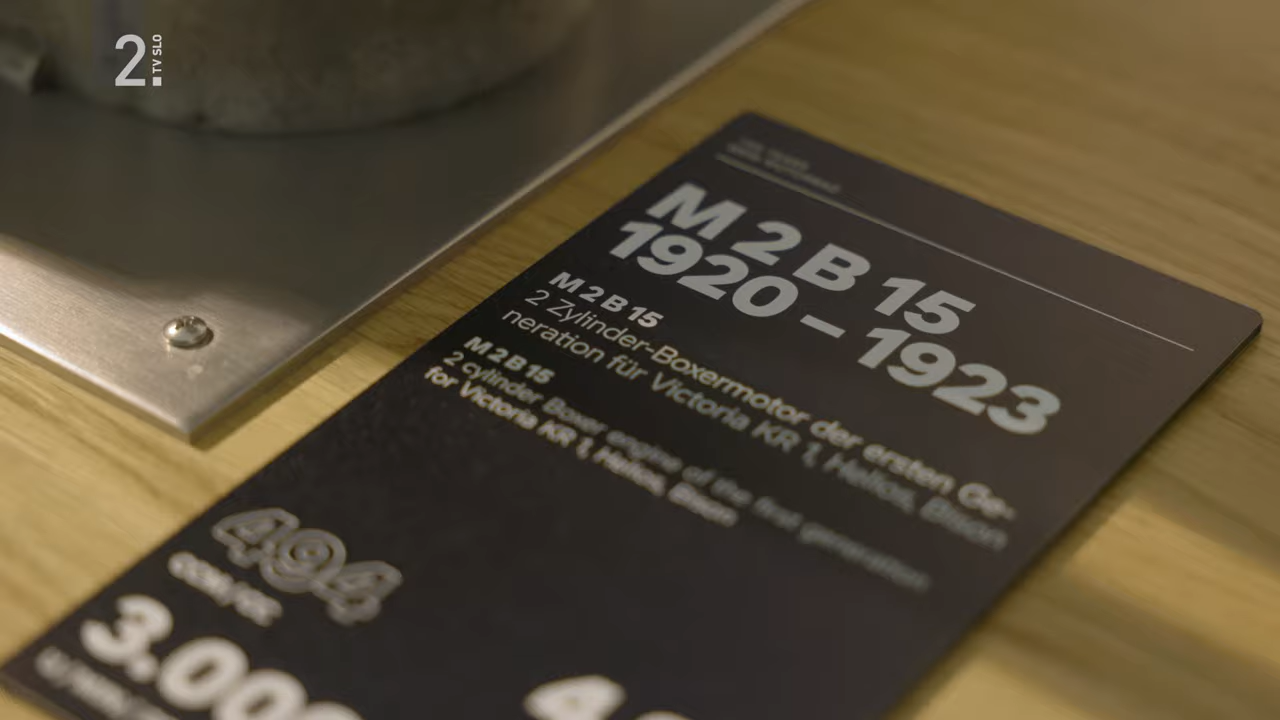 2
TV SLO
M 2 B 15
1920 – 1923
M 2 B 15
2 Zylinder-Boxermotor der ersten Ge-
neration für Victoria KR 1, Helios, Bison
M 2 B 15
2 cylinder Boxer engine of the first generation
for Victoria KR 1, Helios, Bison
494
CCM/CC
3.000